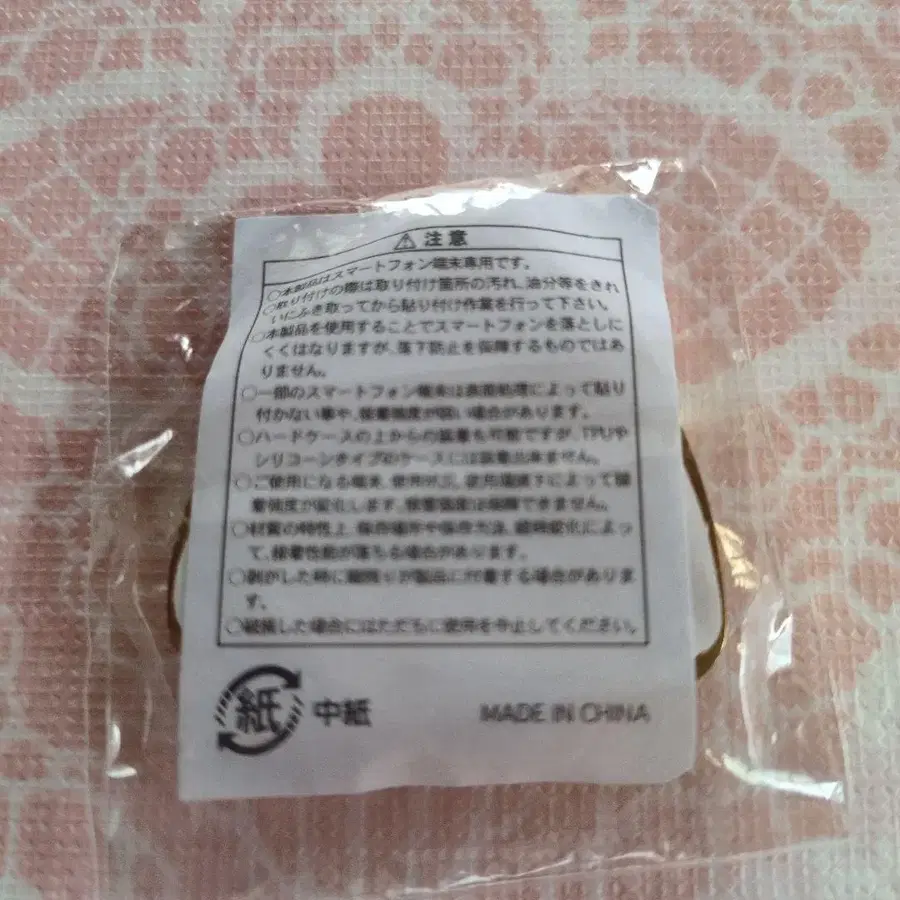 ⚠ 注意
○本製品はスマートフォン端末専用です。
○取り付けの際は取り付け箇所の汚れ、油分等をきれ
いにふき取ってから貼り付け作業を行って下さい。
○本製品を使用することでスマートフォンを落としに
くくはなりますが、落下防止を保障するものではあ
りません。
○一部のスマートフォン端末は表面処理によって貼り
付かない事や、接着強度が弱い場合があります。
○ハードケースの上からの装着も可能ですが、TPUや
シリコーンタイプのケースには装着出来ません。
○ご使用になる端末、使用状況、使用環境下によって接
着強度が変化します。接着強度は保障できません。
○材質の特性上、保存場所や保存方法、経時変化によっ
て、接着性能が落ちる場合があります。
○剥がした時に糊残りが製品に付着する場合がありま
す。
○破損した場合にはただちに使用を中止してください。
紙 中紙
MADE IN CHINA